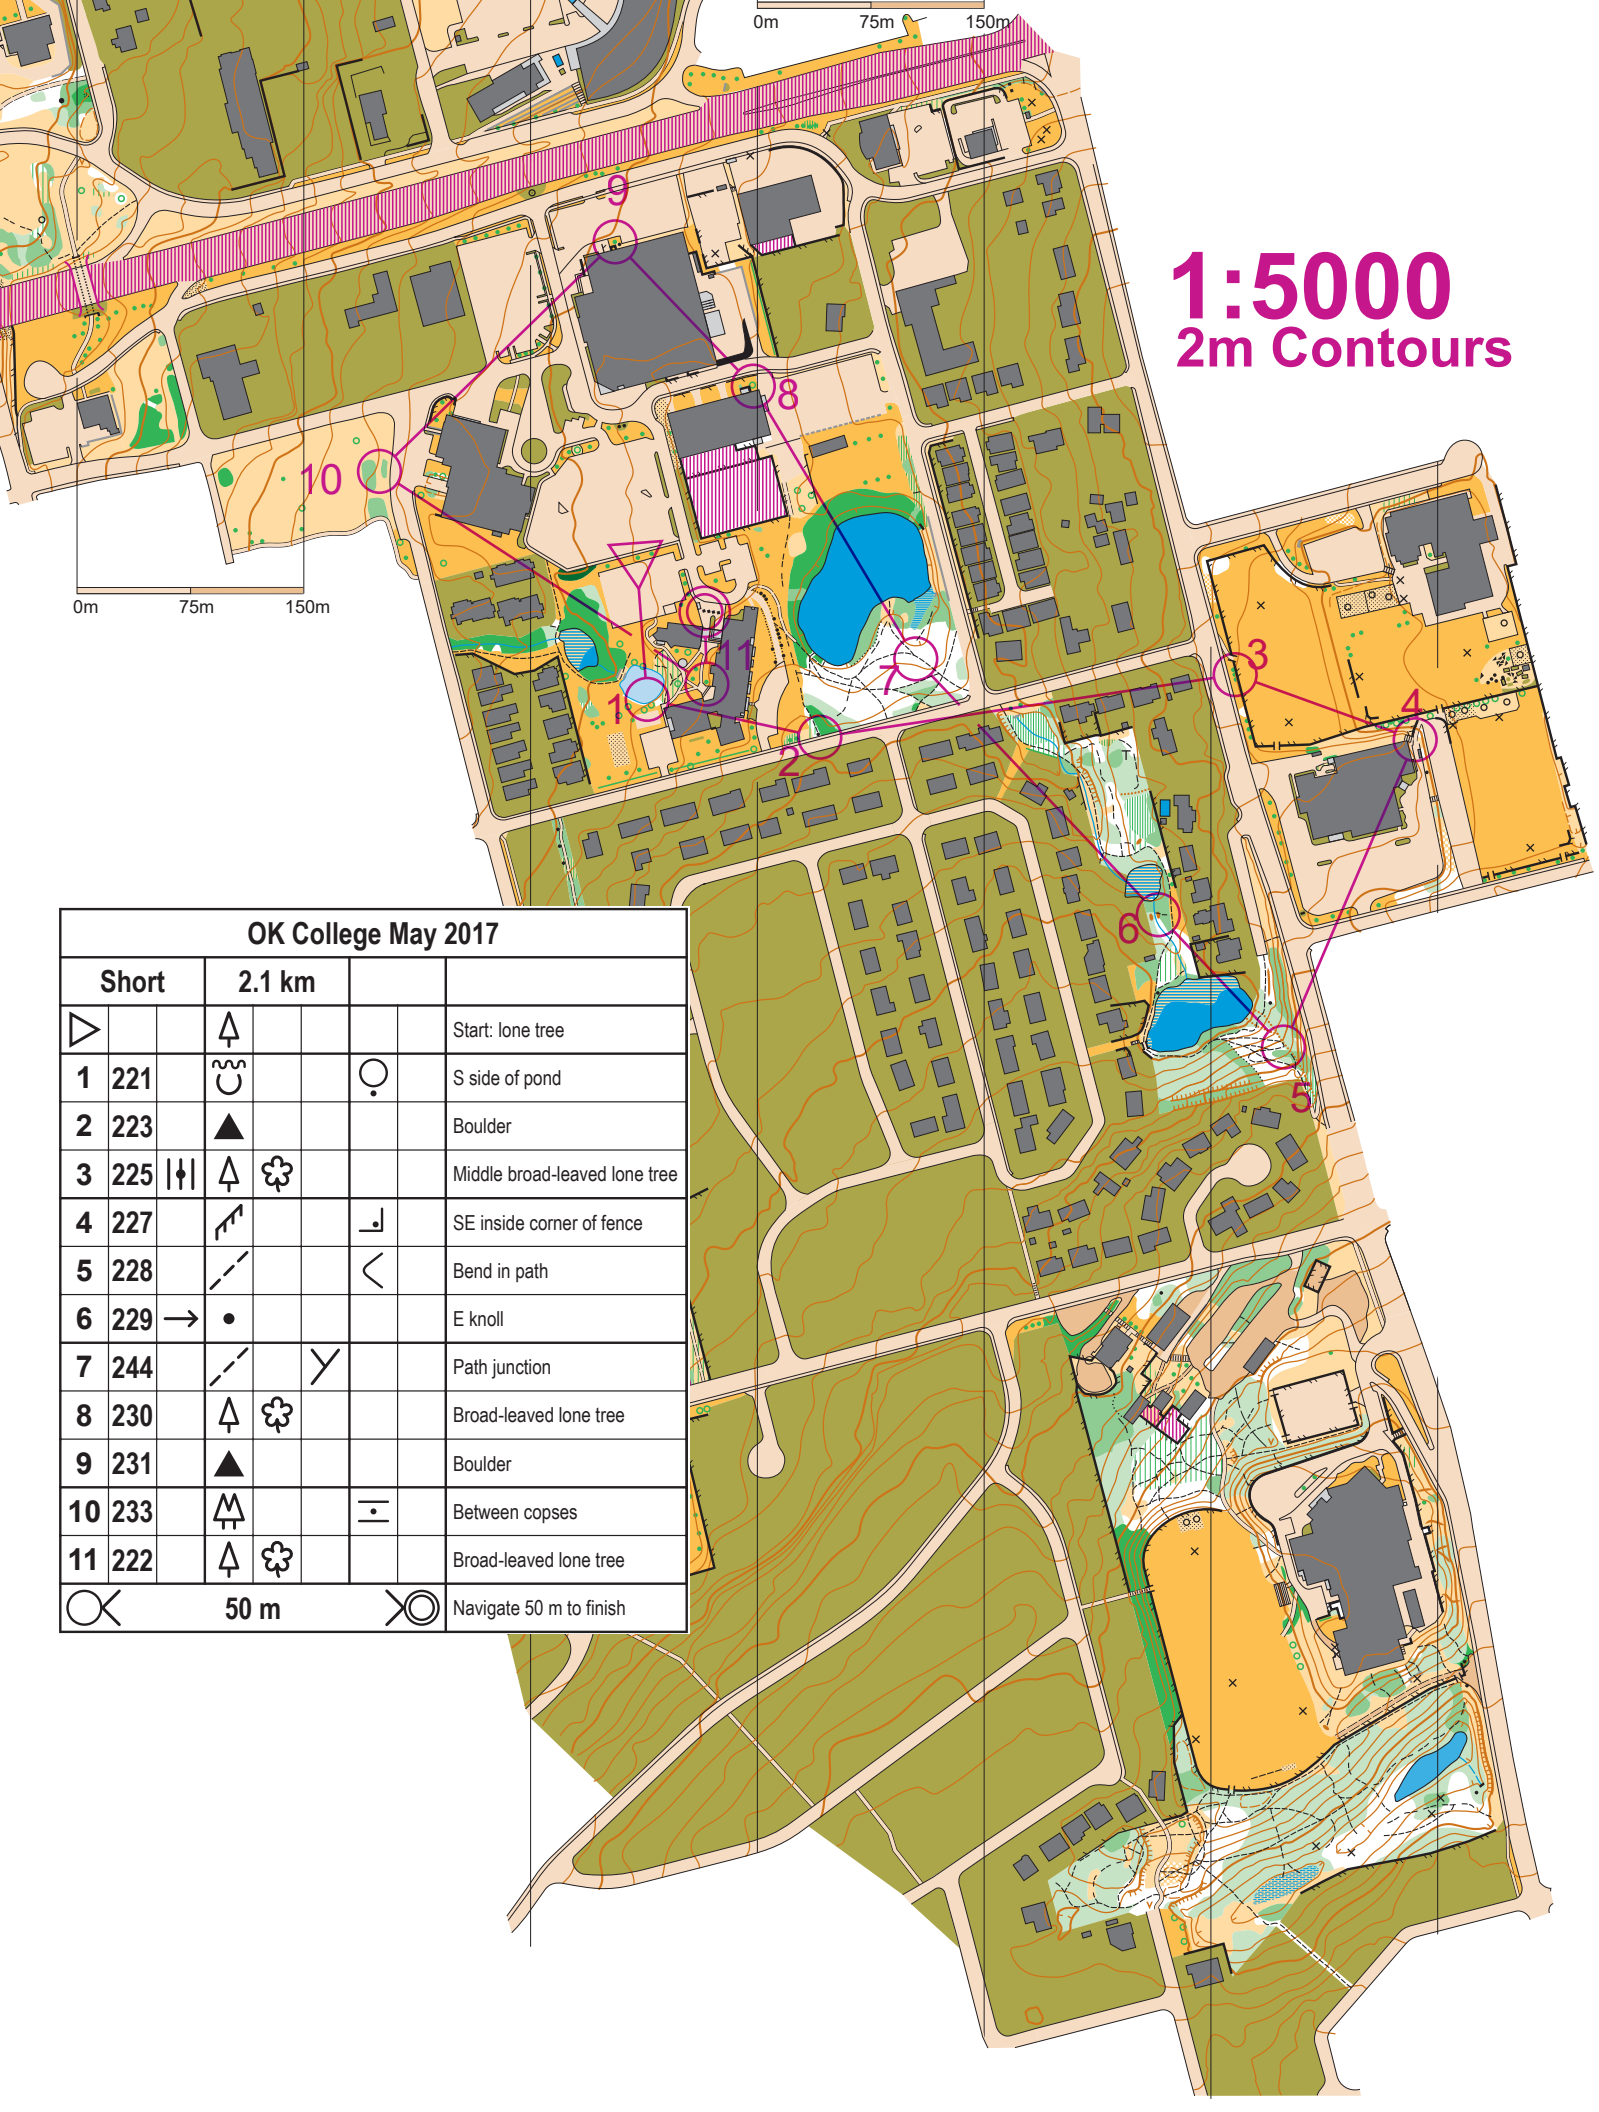 0m 75m 150m
9
1:5000
2m Contours
8
10
0m 75m 150m
11
3
7
1
4
2
6
5
OK College May 2017
Short 2.1 km
Start: lone tree
1 221 S side of pond
2 223 Boulder
3 225 Middle broad-leaved lone tree
4 227 SE inside corner of fence
5 228 Bend in path
6 229 E knoll
7 244 Path junction
8 230 Broad-leaved lone tree
9 231 Boulder
10 233 Between copses
11 222 Broad-leaved lone tree
50 m Navigate 50 m to finish